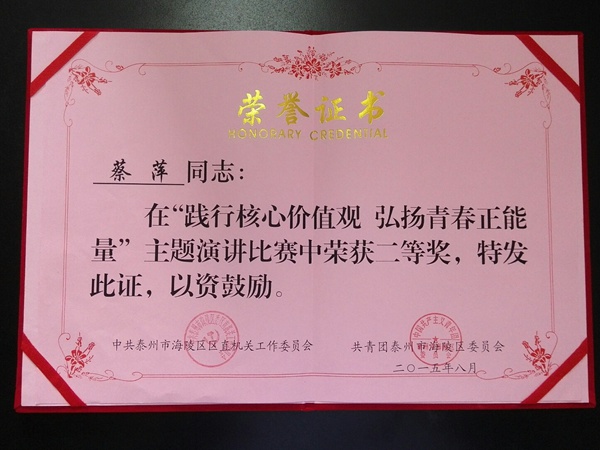 荣誉证书
HONORARY CREDENTIAL
蔡 萍 同志：
在“践行核心价值观 弘扬青春正能
量”主题演讲比赛中荣获二等奖，特发
此证，以资鼓励。
中共泰州市海陵区区直机关工作委员会 共青团泰州市海陵区委员会
二〇一五年八月